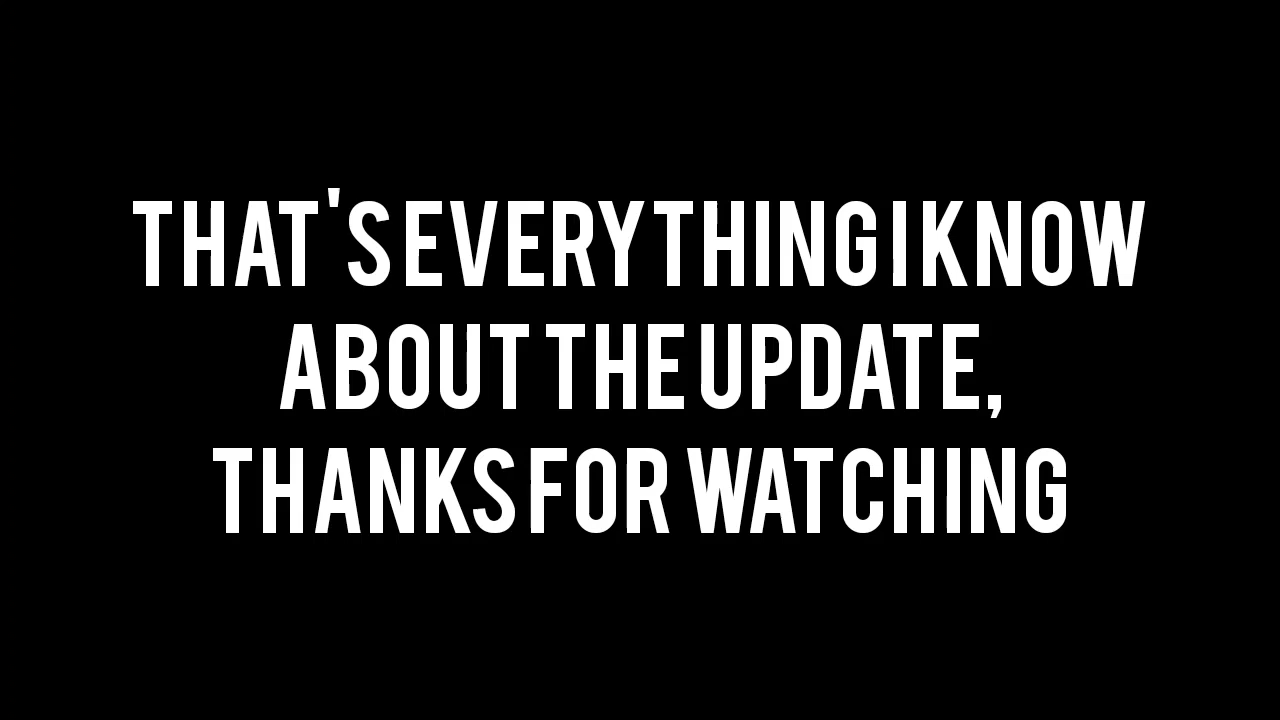 THAT'S EVERYTHING I KNOW
ABOUT THE UPDATE,
THANKS FOR WATCHING